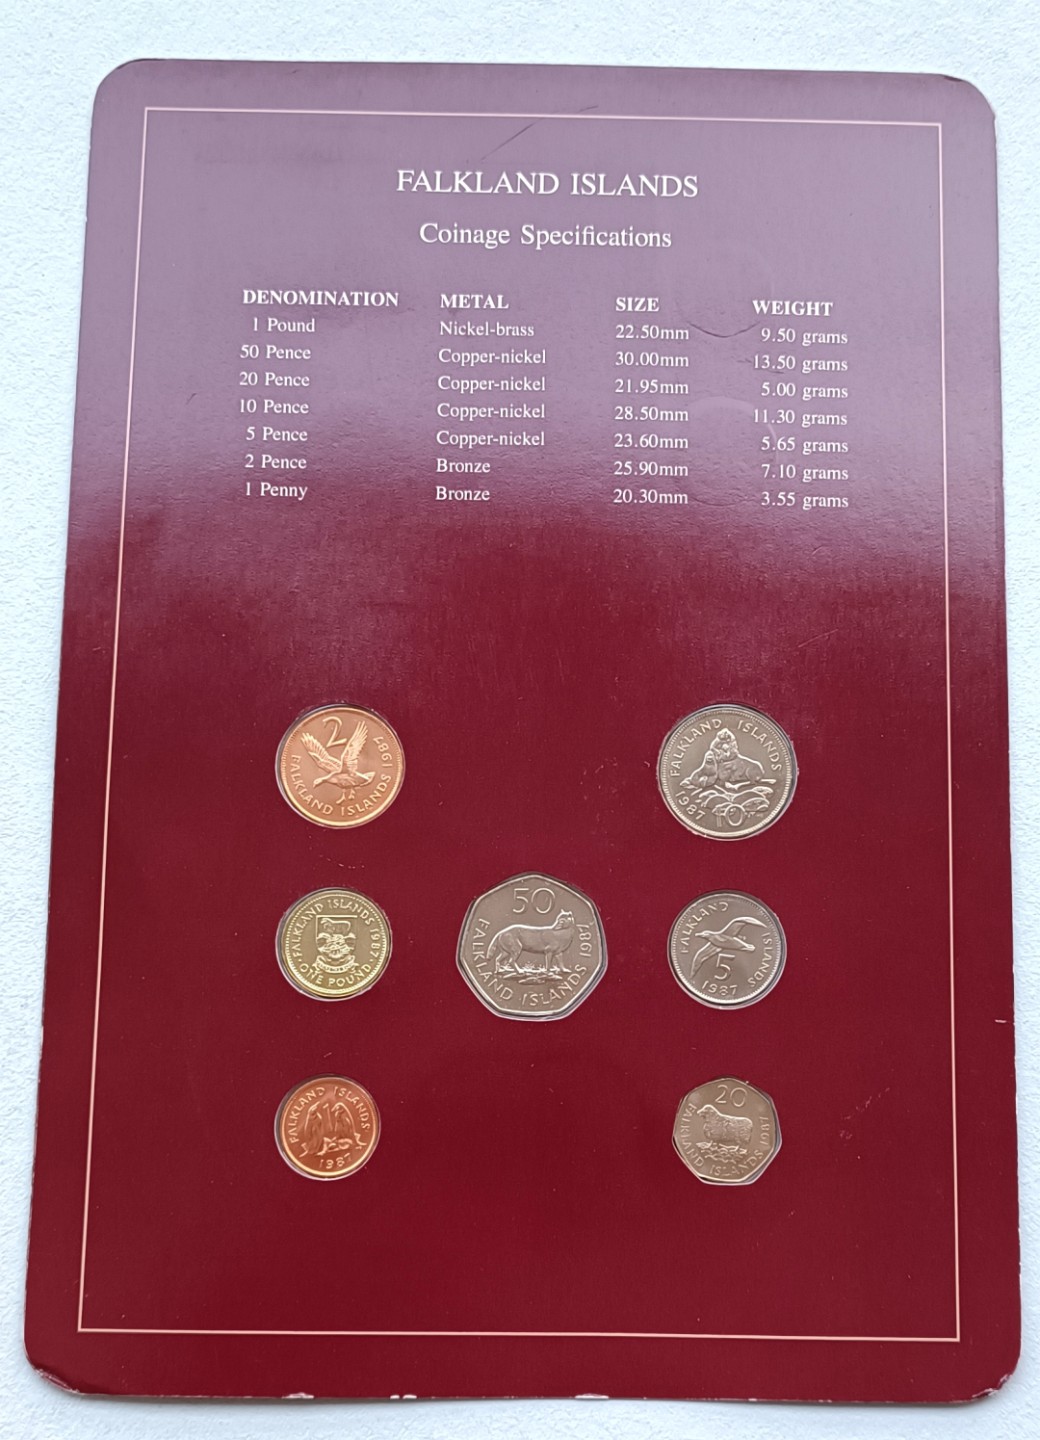 FALKLAND ISLANDS
Coinage Specifications
DENOMINATION METAL SIZE WEIGHT
1 Pound Nickel-brass 22.50mm 9.50 grams
50 Pence Copper-nickel 30.00mm 13.50 grams
20 Pence Copper-nickel 21.95mm 5.00 grams
10 Pence Copper-nickel 28.50mm 11.30 grams
5 Pence Copper-nickel 23.60mm 5.65 grams
2 Pence Bronze 25.90mm 7.10 grams
1 Penny Bronze 20.30mm 3.55 grams
2
FALKLAND ISLANDS 1987
FALKLAND ISLANDS
1987 10
FALKLAND ISLANDS 1987
ONE POUND
50
FALKLAND ISLANDS 1987
FALKLAND ISLANDS
5
1987
FALKLAND ISLANDS
1
1987
20
FALKLAND ISLANDS 1987